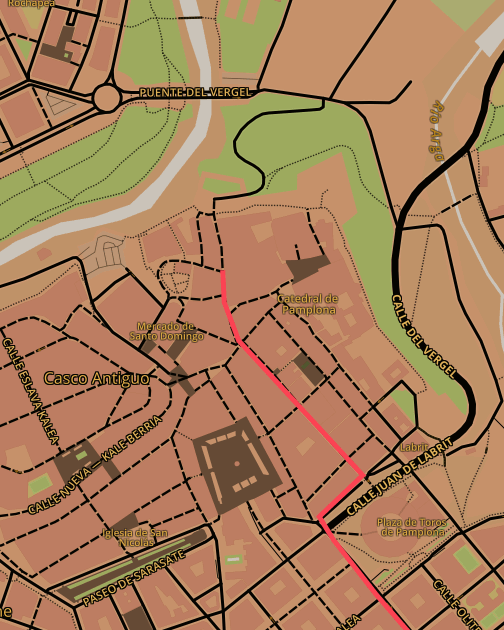 Rochapea
PUENTE DEL VERGEL
Río Arga
Catedral de
Pamplona
Mercado de
Santo Domingo
CALLE DEL VERGEL
CALLE ESLAVA KALEA
Casco Antiguo
CALLE NUEVA — KALE BERRIA
Labrit
CALLE JUAN DE LABRIT
Plaza de Toros
de Pamplona
Iglesia de San
Nicolás
PASEO DE SARASATE
CALLE OLITE
ALEA
ne